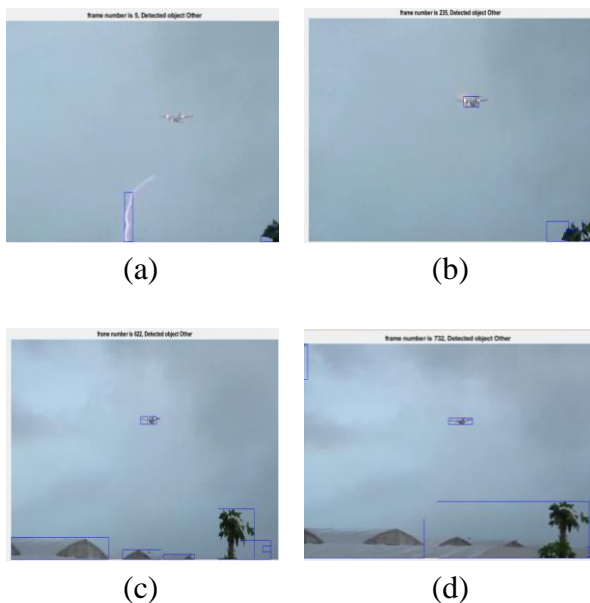 frame number is 5, Detected object Other
frame number is 235, Detected object Other
(a)
(b)
frame number is 622, Detected object Other
frame number is 732, Detected object Other
(c)
(d)